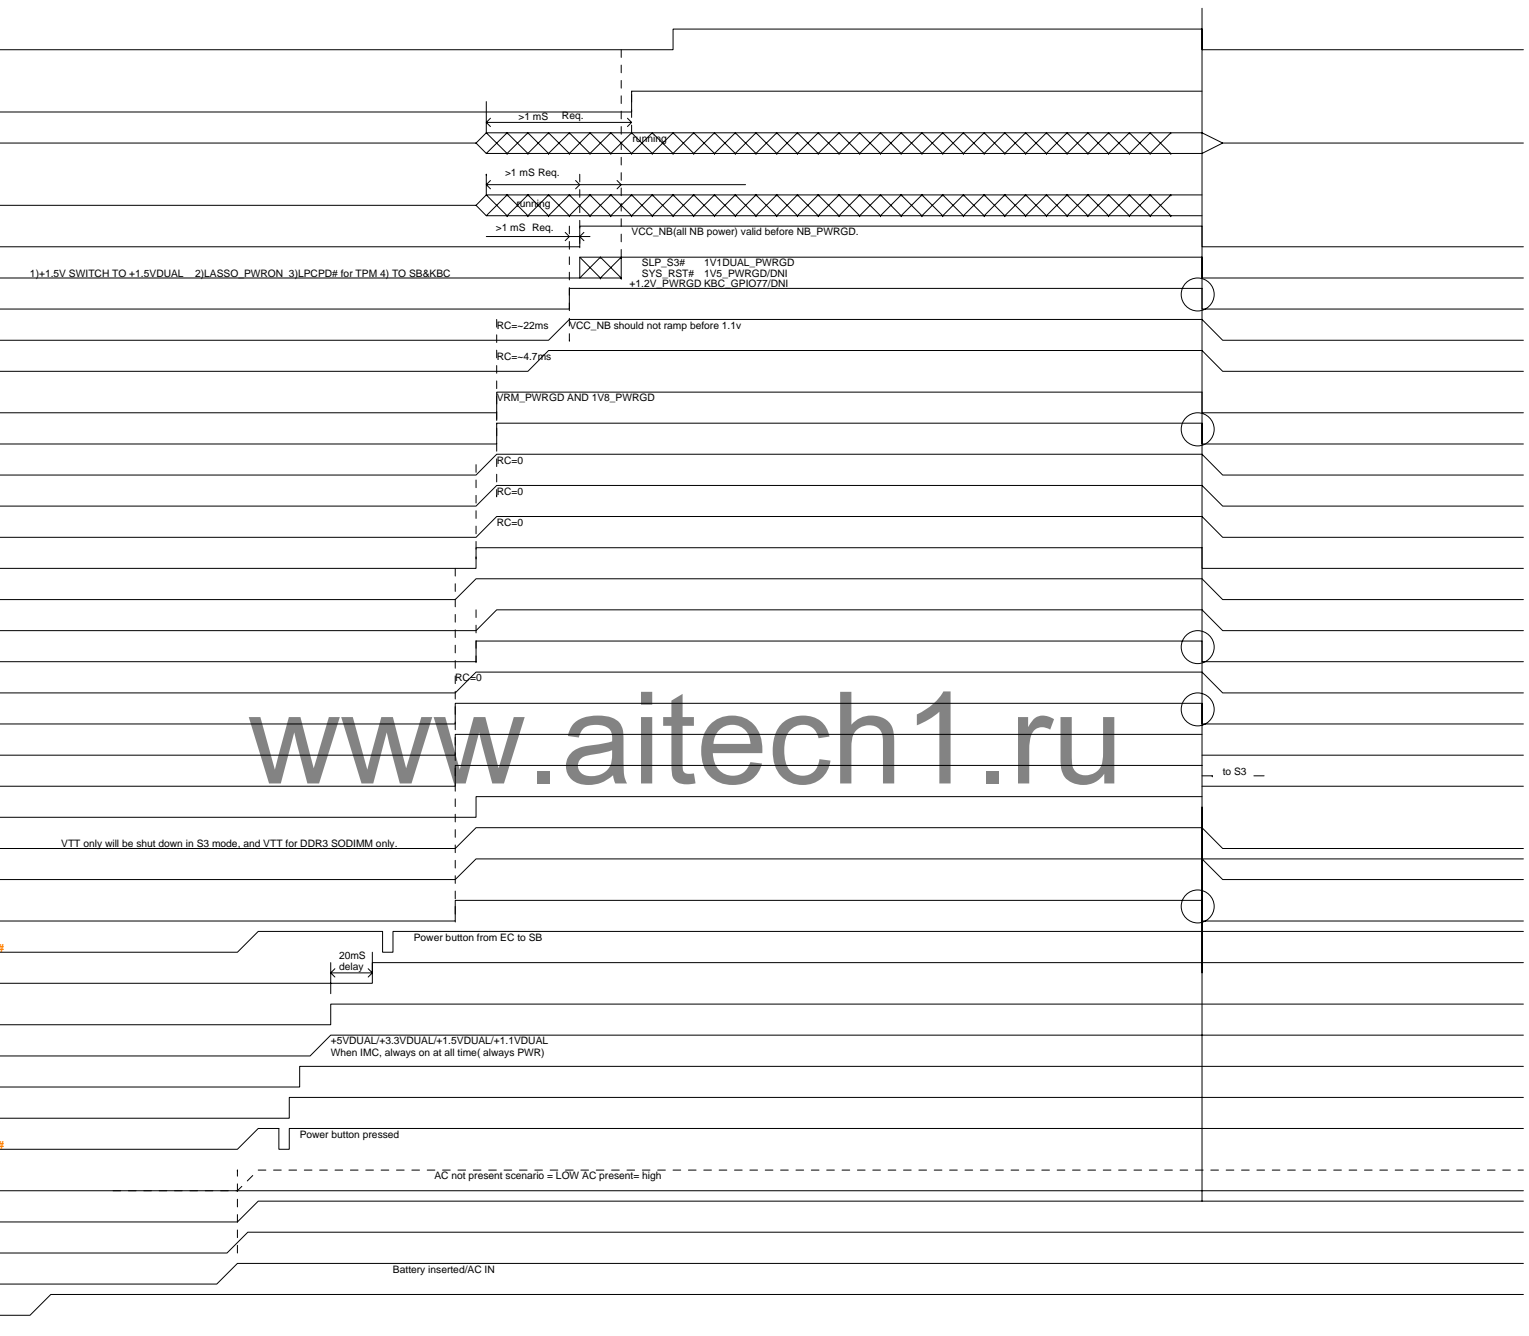 >1 mS Req.
running
>1 mS Req.
running
>1 mS Req.
VCC_NB(all NB power) valid before NB_PWRGD.
1)+1.5V SWITCH TO +1.5VDUAL 2)LASSO_PWRON 3)LPCPD# for TPM 4) TO SB&KBC
SLP_S3# 1V1DUAL_PWRGD
SYS_RST# 1V5_PWRGD/DNI
+1.2V_PWRGD KBC_GPIO77/DNI
RC=~22ms
VCC_NB should not ramp before 1.1v
RC=~4.7ms
VRM_PWRGD AND 1V8_PWRGD
RC=0
RC=0
RC=0
RC=0
www.aitech1.ru
to S3
VTT only will be shut down in S3 mode, and VTT for DDR3 SODIMM only.
Power button from EC to SB
#
20mS
delay
+5VDUAL/+3.3VDUAL/+1.5VDUAL/+1.1VDUAL
When IMC, always on at all time( always PWR)
Power button pressed
#
AC not present scenario = LOW AC present= high
Battery inserted/AC IN